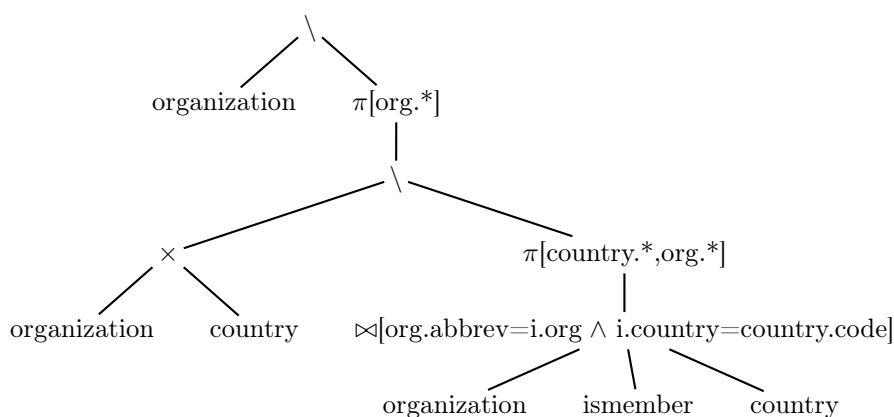 \
organization π[org.*]
\
× π[country.*,org.*]
organization country ⋈[org.abbrev=i.org ∧ i.country=country.code]
organization ismember country